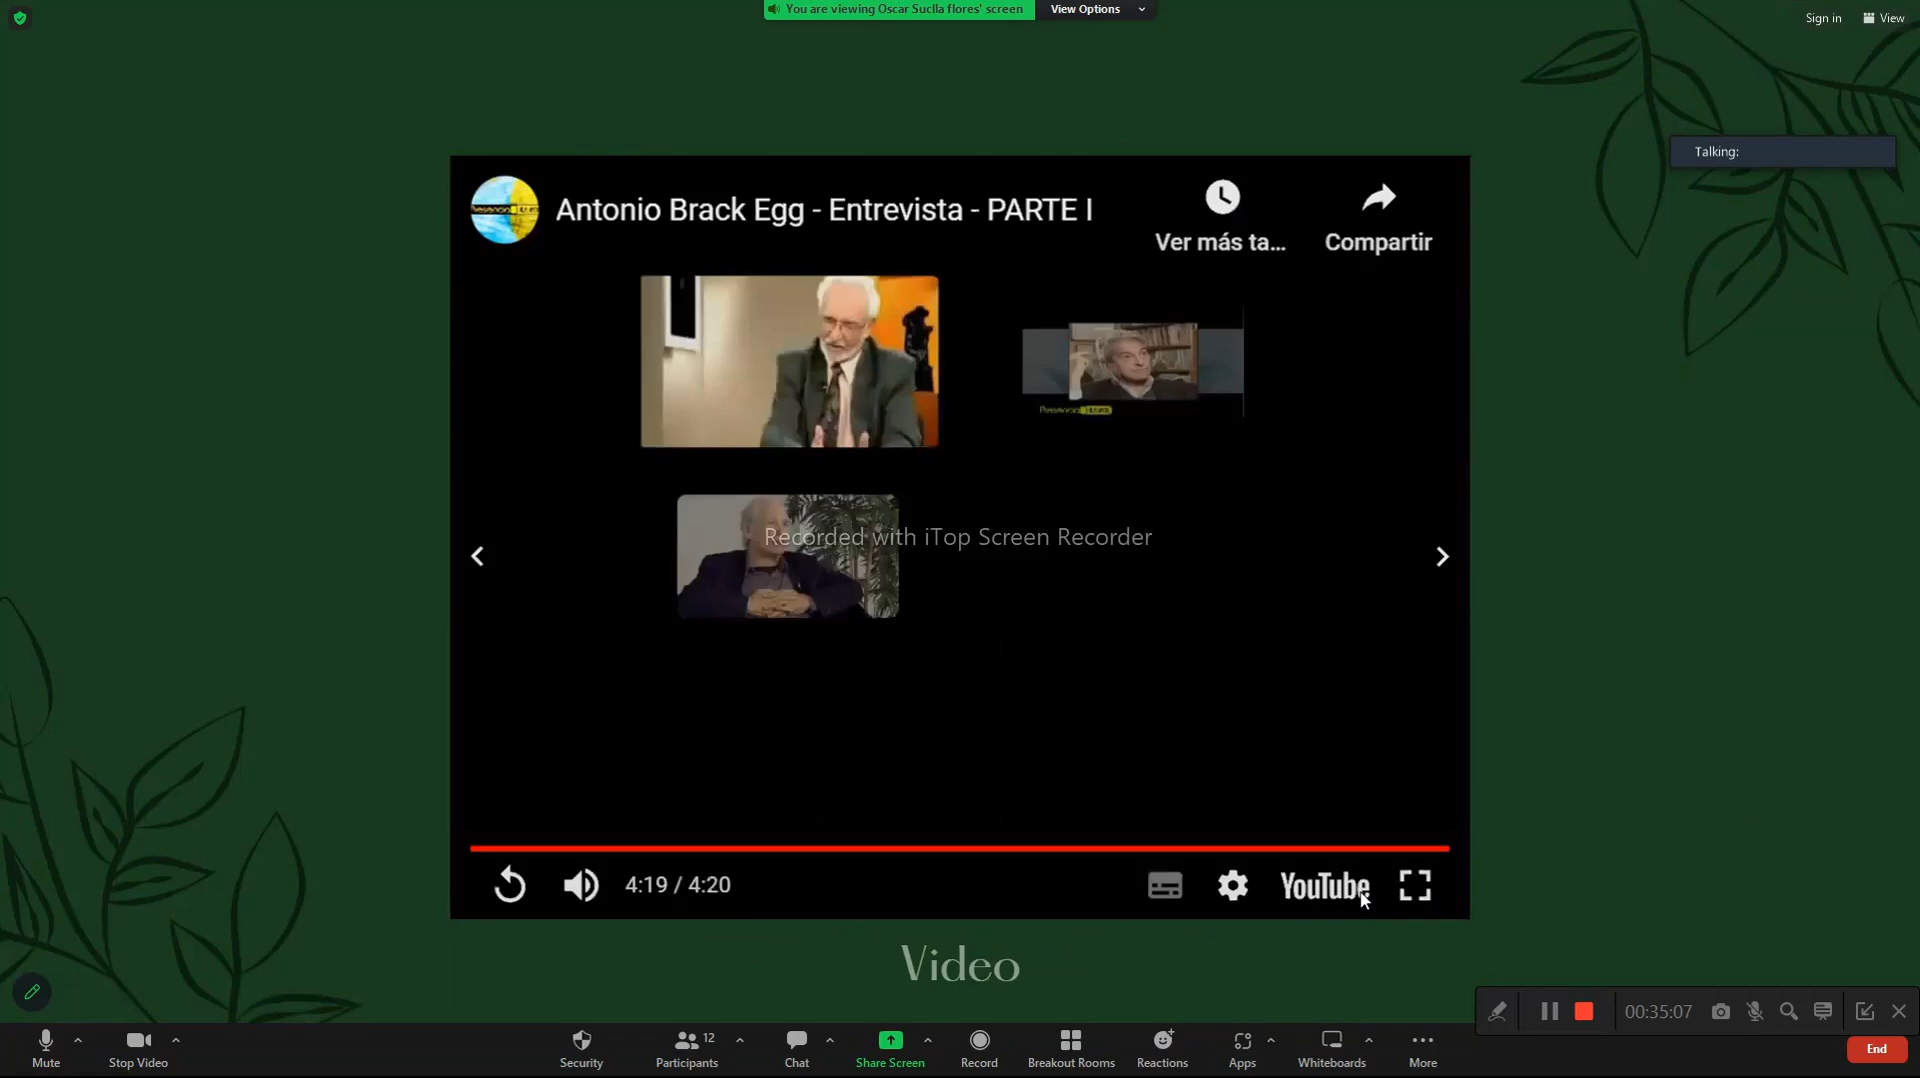 You are viewing Oscar Suclla flores' screen
View Options
Sign in
View
Talking:
Antonio Brack Egg - Entrevista - PARTE I
Ver más ta...
Compartir
Recorded with iTop Screen Recorder
4:19 / 4:20
YouTube
Video
00:35:07
Mute
Stop Video
Security
Participants
12
Chat
Share Screen
Record
Breakout Rooms
Reactions
Apps
Whiteboards
More
End